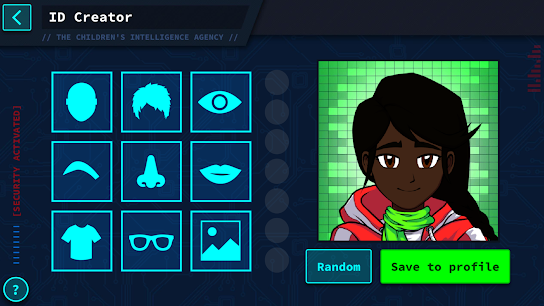 ID Creator
// THE CHILDREN'S INTELLIGENCE AGENCY //
[SECURITY ACTIVATED]
Random
Save to profile
?